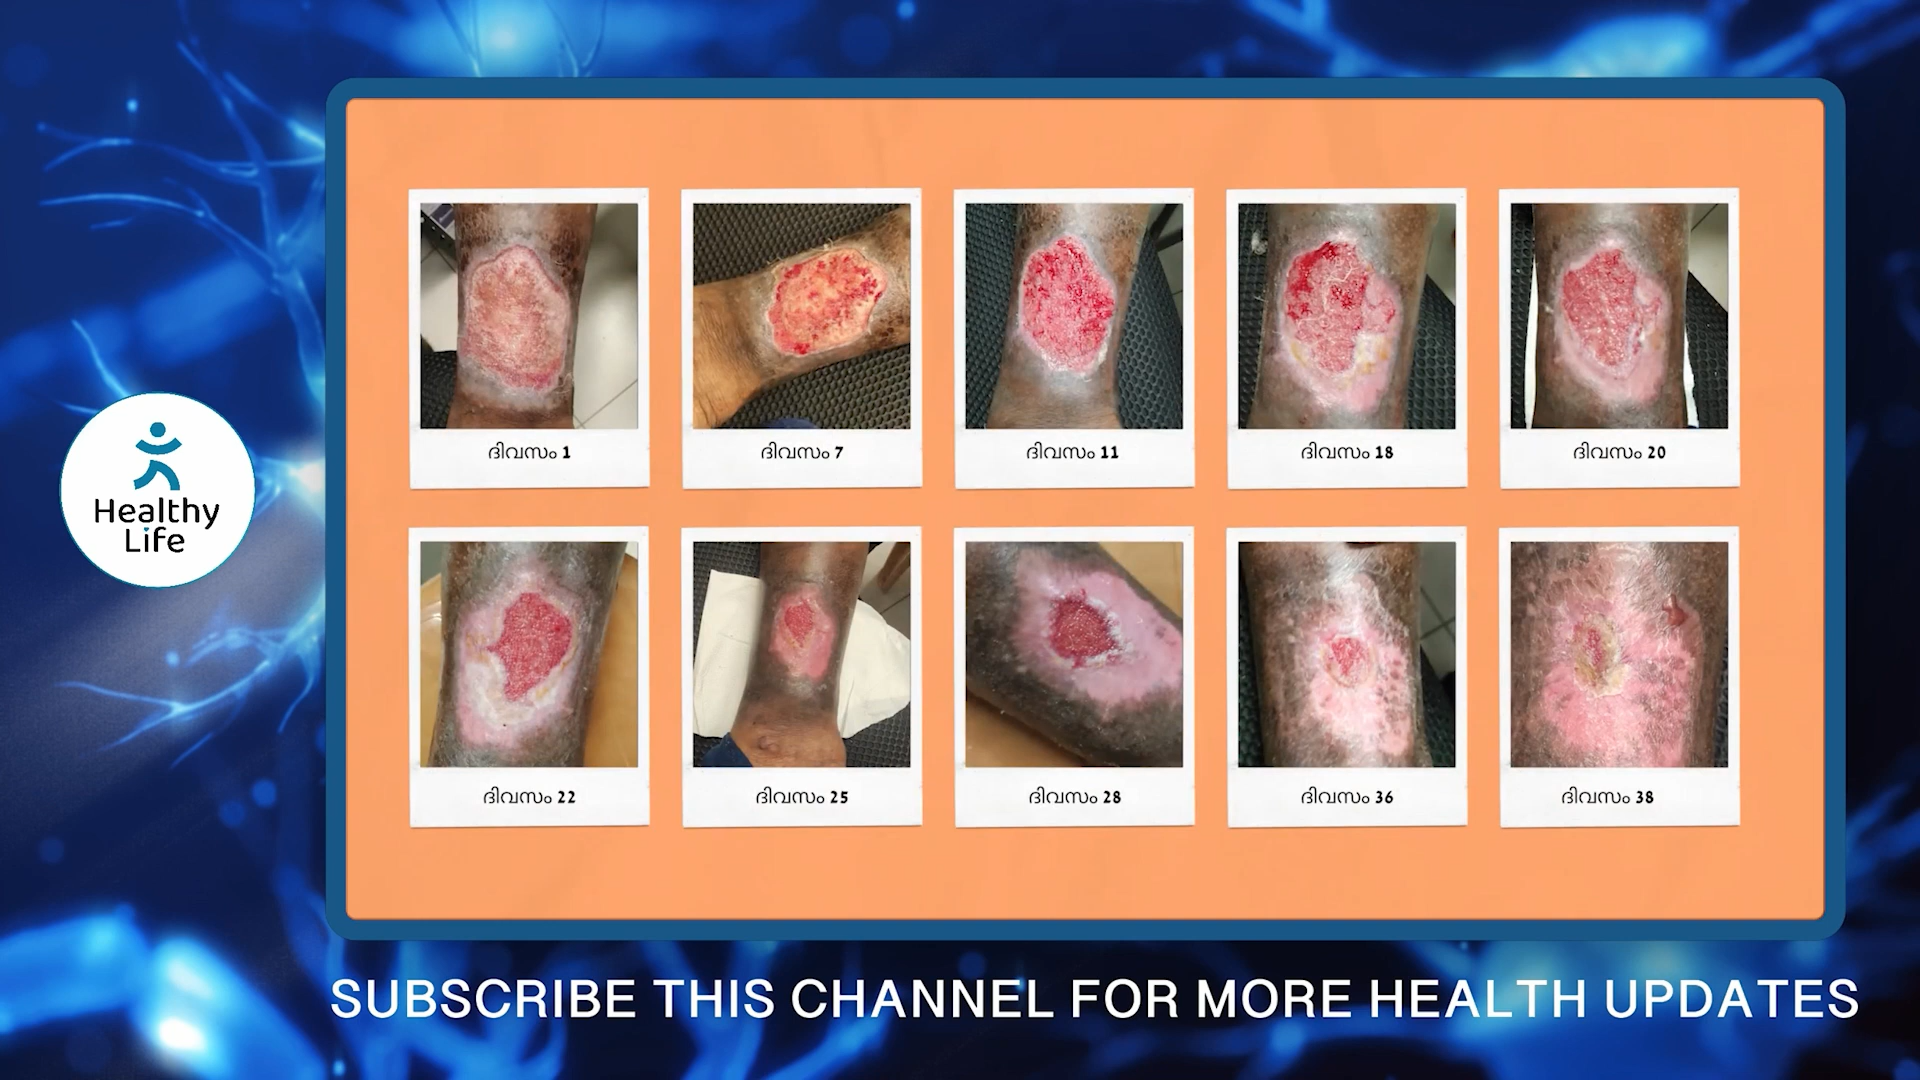 ദിവസം 1
ദിവസം 7
ദിവസം 11
ദിവസം 18
ദിവസം 20
Healthy
Life
ദിവസം 22
ദിവസം 25
ദിവസം 28
ദിവസം 36
ദിവസം 38
SUBSCRIBE THIS CHANNEL FOR MORE HEALTH UPDATES